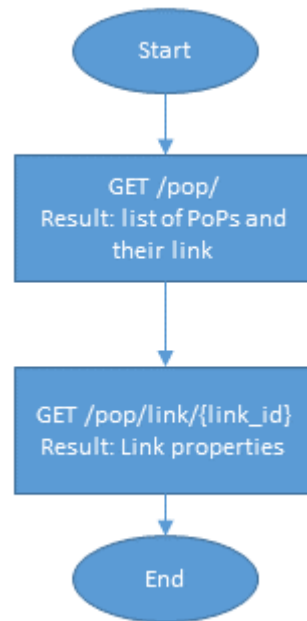 Start
GET /pop/
Result: list of PoPs and
their link
GET /pop/link/{link_id}
Result: Link properties
End